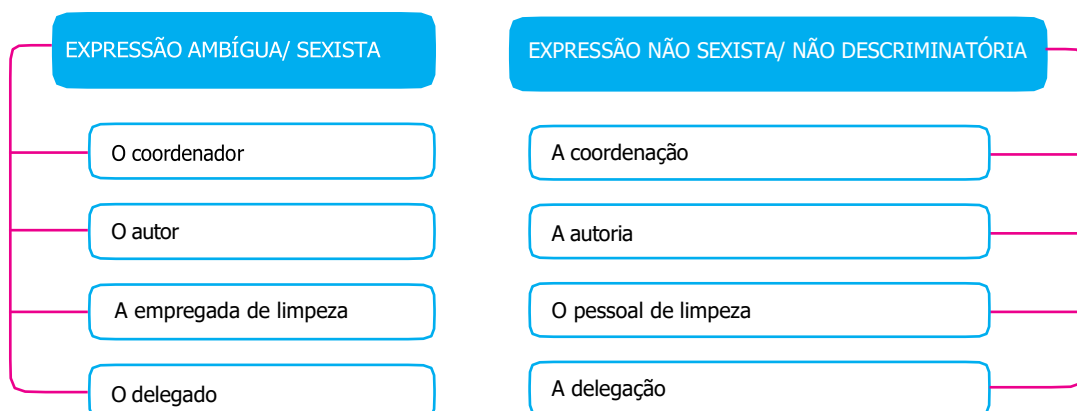 EXPRESSÃO AMBÍGUA/ SEXISTA
O coordenador
O autor
A empregada de limpeza
O delegado
EXPRESSÃO NÃO SEXISTA/ NÃO DESCRIMINATÓRIA
A coordenação
A autoria
O pessoal de limpeza
A delegação